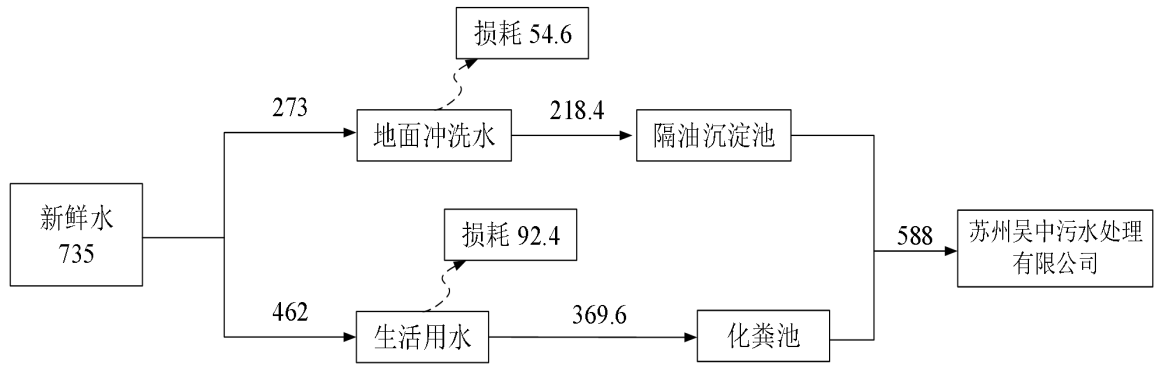 损耗 54.6
273
地面冲洗水
218.4
隔油沉淀池
新鲜水
735
损耗 92.4
588
苏州吴中污水处理
有限公司
462
生活用水
369.6
化粪池